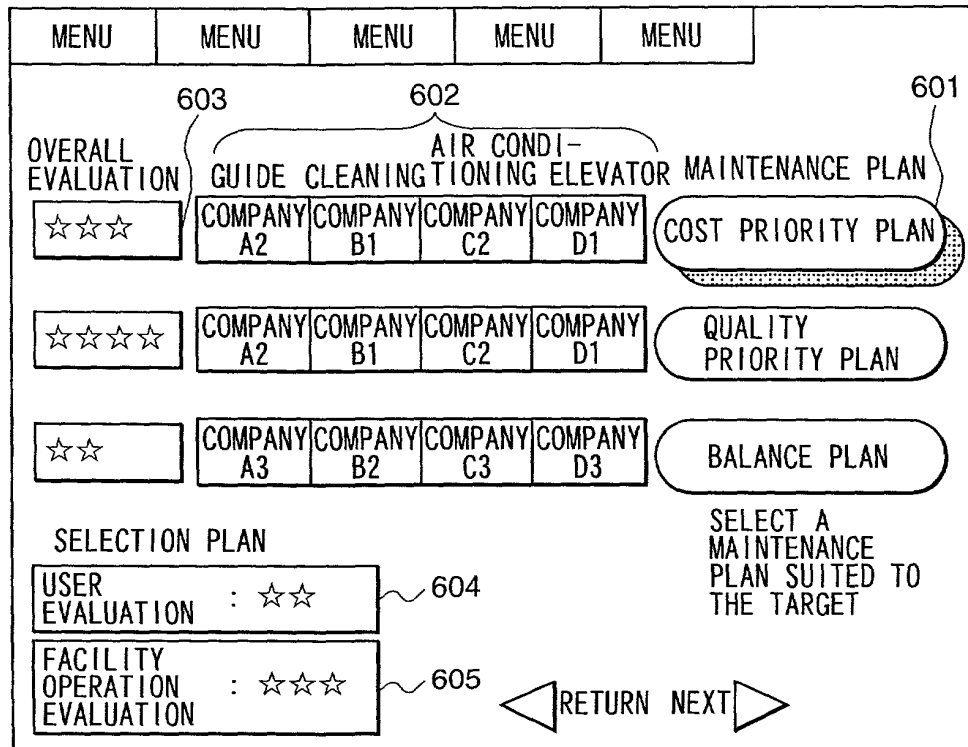 MENU MENU MENU MENU MENU
603 602 601
OVERALL
EVALUATION
GUIDE CLEANING AIR CONDI-
TIONING ELEVATOR MAINTENANCE PLAN
☆☆☆ COMPANY A2 COMPANY B1 COMPANY C2 COMPANY D1 COST PRIORITY PLAN
☆☆☆☆ COMPANY A2 COMPANY B1 COMPANY C2 COMPANY D1 QUALITY
PRIORITY PLAN
☆☆ COMPANY A3 COMPANY B2 COMPANY C3 COMPANY D3 BALANCE PLAN
SELECT A
MAINTENANCE
PLAN SUITED TO
THE TARGET
SELECTION PLAN
USER
EVALUATION : ☆☆ 604
FACILITY
OPERATION : ☆☆☆ 605
EVALUATION
RETURN NEXT